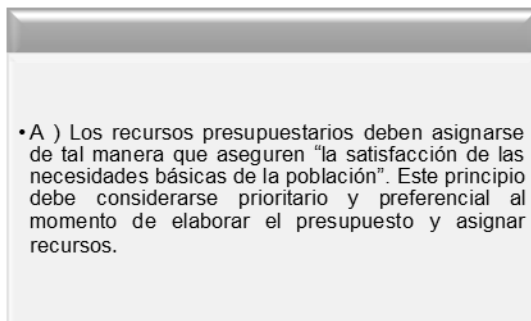 • A ) Los recursos presupuestarios deben asignarse
de tal manera que aseguren “la satisfacción de las
necesidades básicas de la población”. Este principio
debe considerarse prioritario y preferencial al
momento de elaborar el presupuesto y asignar
recursos.